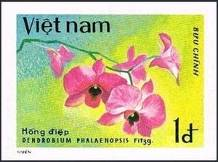 Việt nam
BƯU CHÍNH
Hồng điệp
DENDROBIUM PHALAENOPSIS FITZG.
1đ